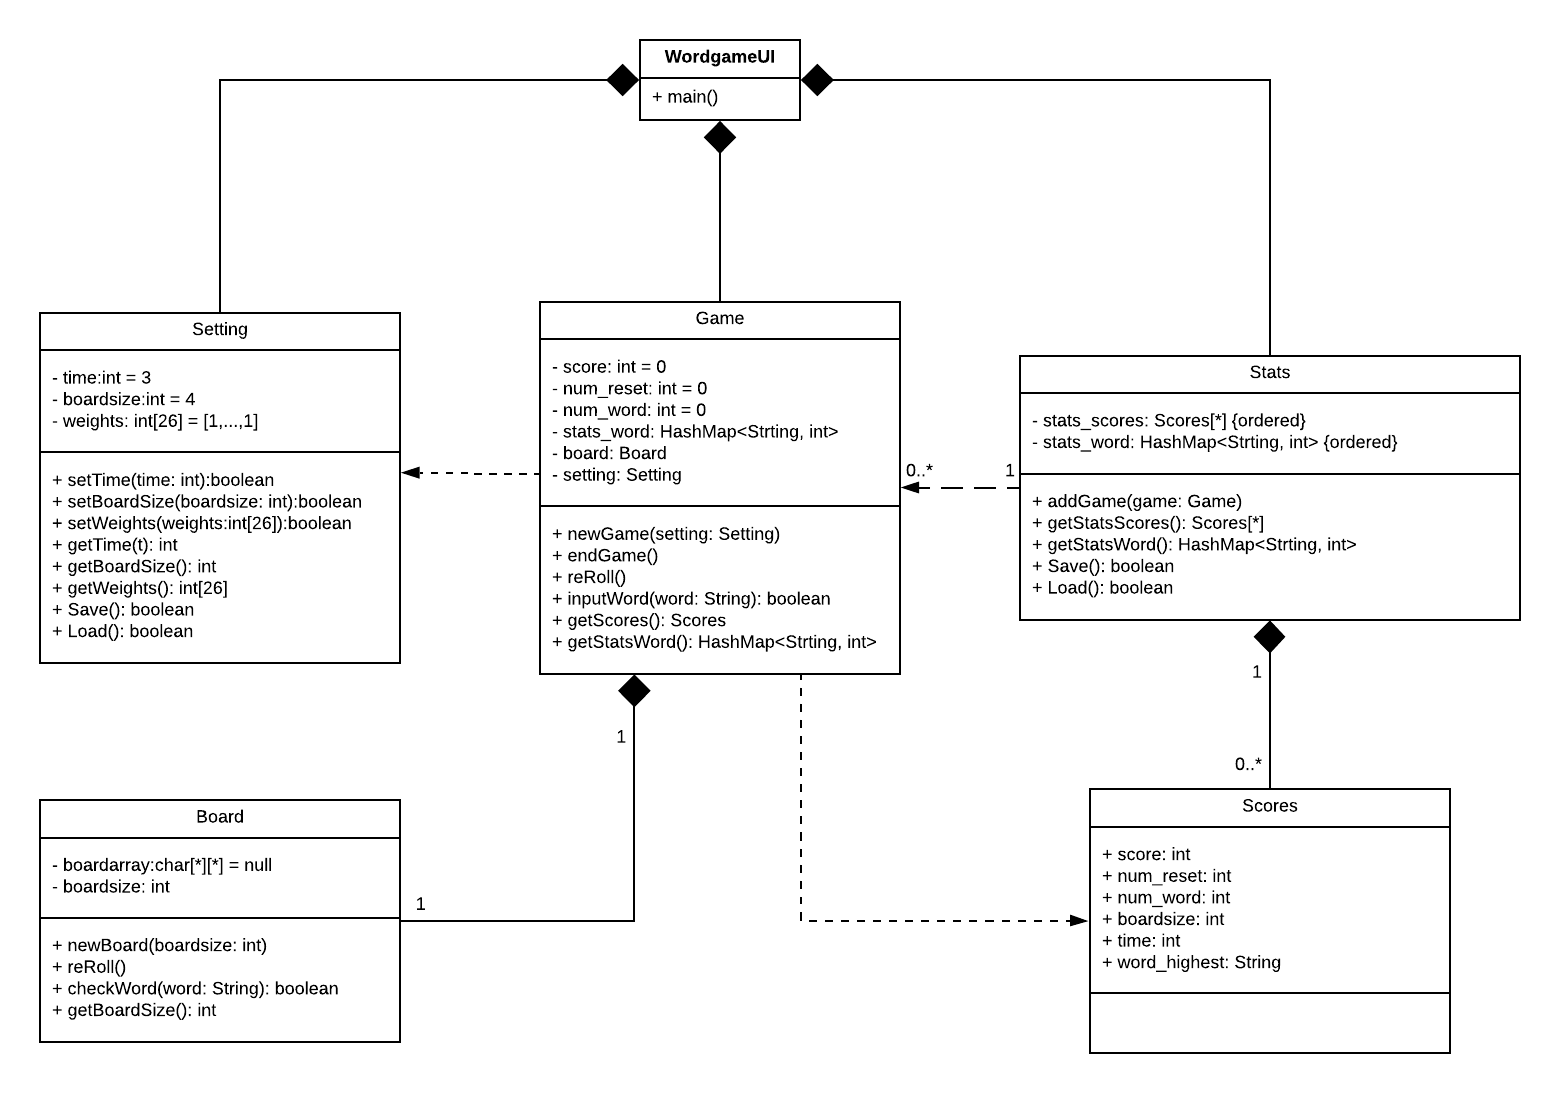 WordgameUI
+ main()
Setting
- time:int = 3
- boardsize:int = 4
- weights: int[26] = [1,...,1]
+ setTime(time: int):boolean
+ setBoardSize(boardsize: int):boolean
+ setWeights(weights:int[26]):boolean
+ getTime(t): int
+ getBoardSize(): int
+ getWeights(): int[26]
+ Save(): boolean
+ Load(): boolean
Game
- score: int = 0
- num_reset: int = 0
- num_word: int = 0
- stats_word: HashMap<Strting, int>
- board: Board
- setting: Setting
+ newGame(setting: Setting)
+ endGame()
+ reRoll()
+ inputWord(word: String): boolean
+ getScores(): Scores
+ getStatsWord(): HashMap<Strting, int>
0..*
1
Stats
- stats_scores: Scores[*] {ordered}
- stats_word: HashMap<Strting, int> {ordered}
+ addGame(game: Game)
+ getStatsScores(): Scores[*]
+ getStatsWord(): HashMap<Strting, int>
+ Save(): boolean
+ Load(): boolean
1
1
0..*
Board
- boardarray:char[*][*] = null
- boardsize: int
+ newBoard(boardsize: int)
+ reRoll()
+ checkWord(word: String): boolean
+ getBoardSize(): int
1
Scores
+ score: int
+ num_reset: int
+ num_word: int
+ boardsize: int
+ time: int
+ word_highest: String